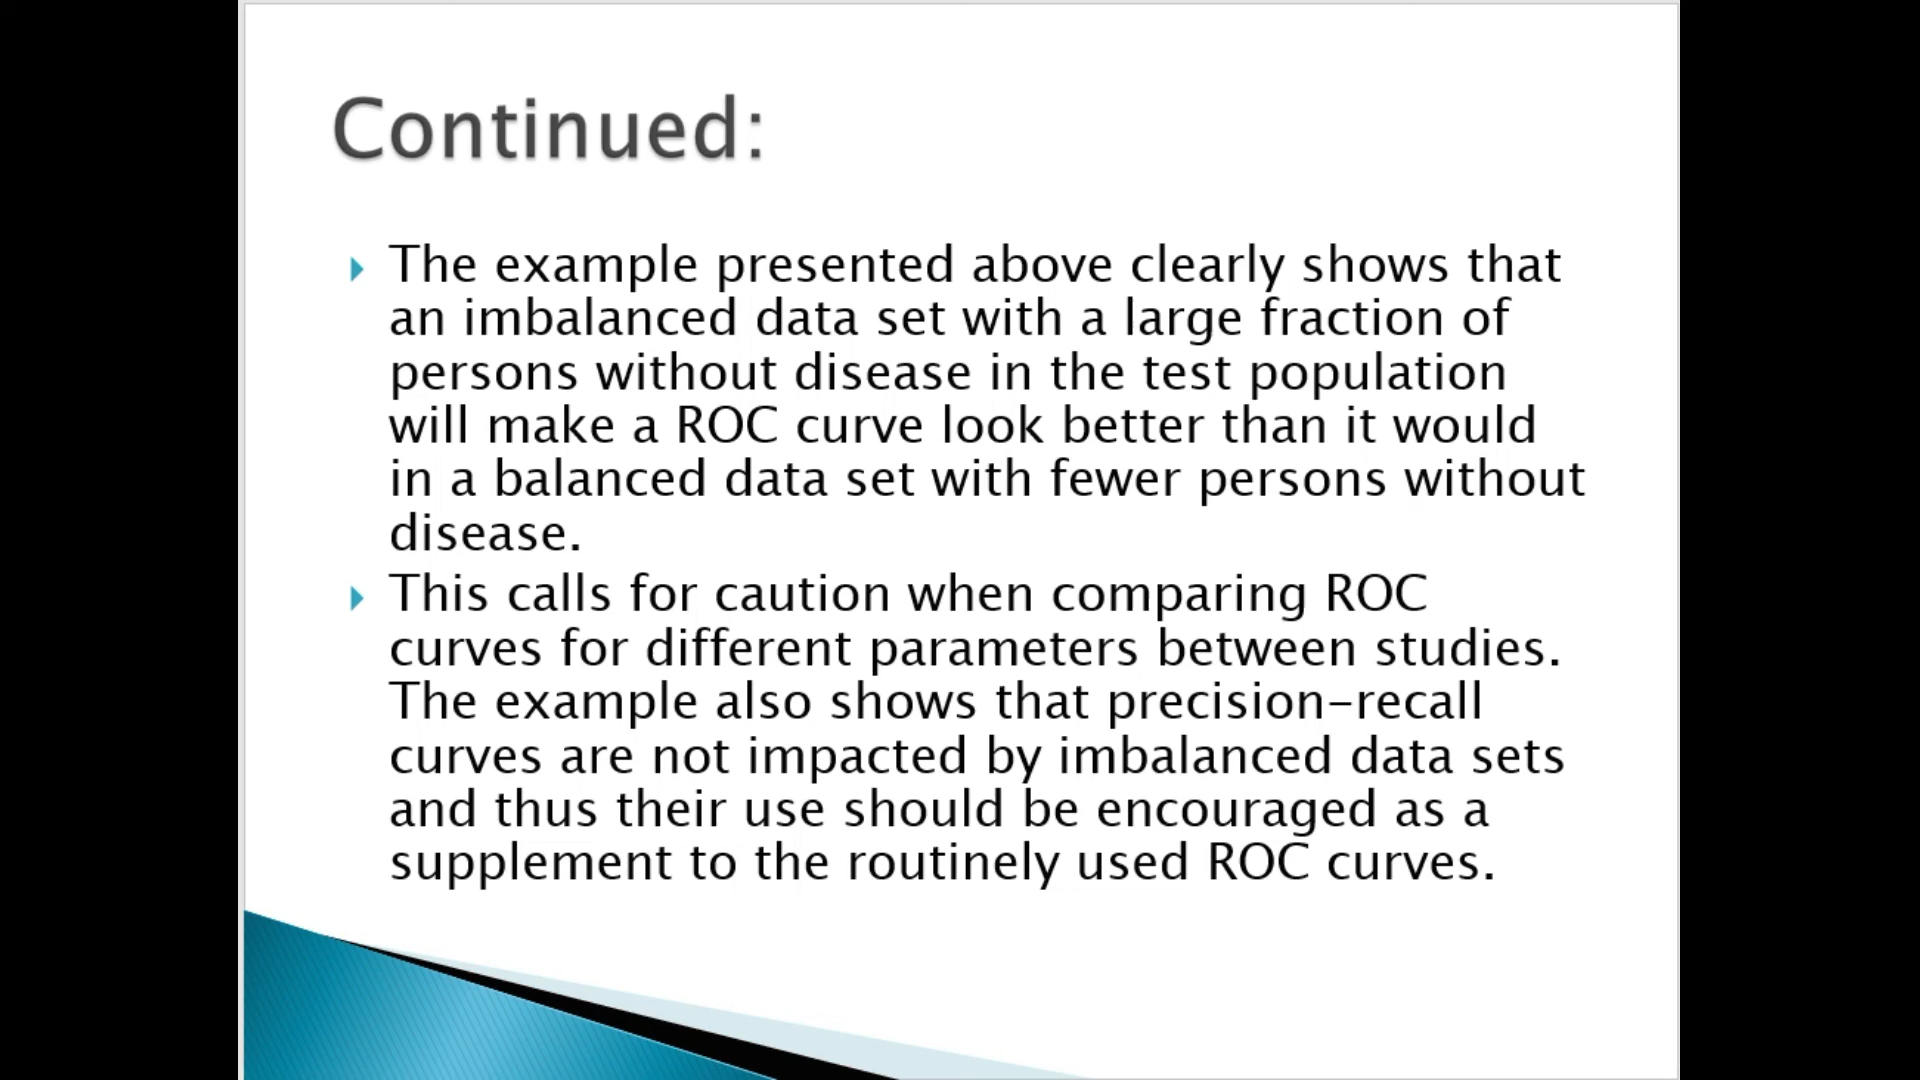 Continued:
The example presented above clearly shows that
an imbalanced data set with a large fraction of
persons without disease in the test population
will make a ROC curve look better than it would
in a balanced data set with fewer persons without
disease.
This calls for caution when comparing ROC
curves for different parameters between studies.
The example also shows that precision-recall
curves are not impacted by imbalanced data sets
and thus their use should be encouraged as a
supplement to the routinely used ROC curves.